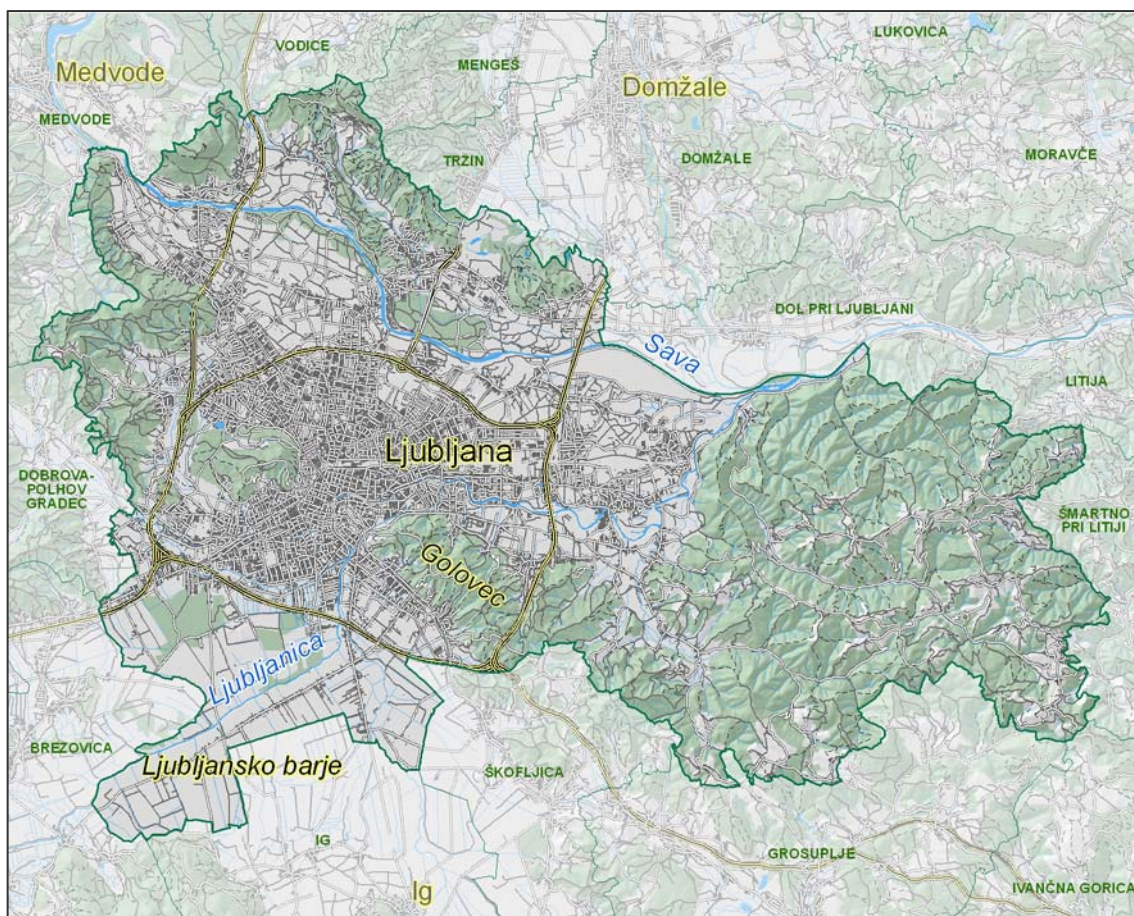 VODICE
LUKOVICA
Medvode
MENGEŠ
Domžale
MEDVODE
TRZIN
DOMŽALE
MORAVČE
DOL PRI LJUBLJANI
Sava
LITIJA
Ljubljana
DOBROVA-
POLHOV
GRADEC
ŠMARTNO
PRI LITIJI
Golovec
Ljubljanica
BREZOVICA
Ljubljansko barje
ŠKOFLJICA
IG
GROSUPLJE
Ig
IVANČNA GORICA